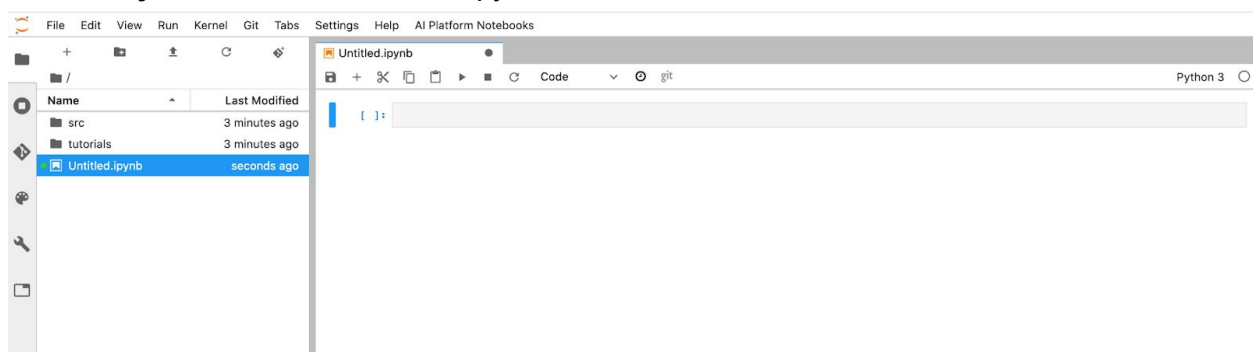 File Edit View Run Kernel Git Tabs Settings Help AI Platform Notebooks
Untitled.ipynb
/
Code git Python 3
Name Last Modified
src 3 minutes ago
tutorials 3 minutes ago
Untitled.ipynb seconds ago
[ ]: